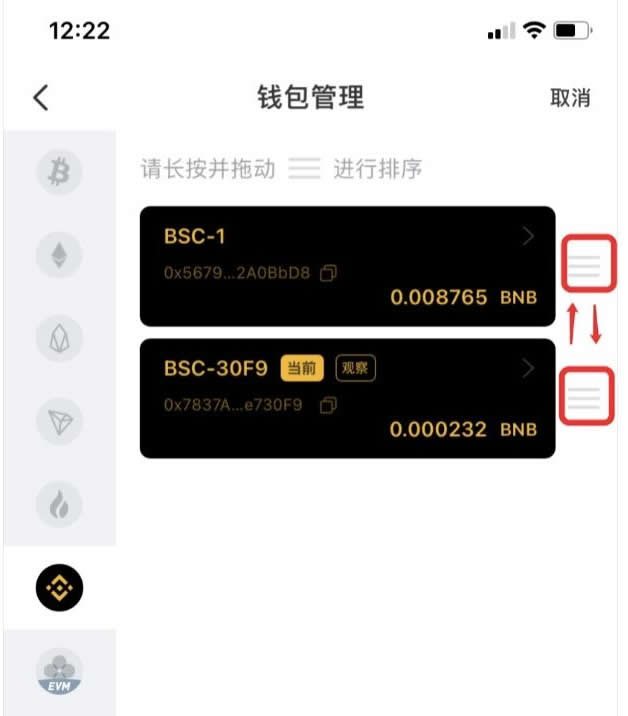 12:22
钱包管理
取消
请长按并拖动 进行排序
BSC-1
0x5679...2A0BbD8
0.008765 BNB
BSC-30F9 当前 观察
0x7837A...e730F9
0.000232 BNB
EVM